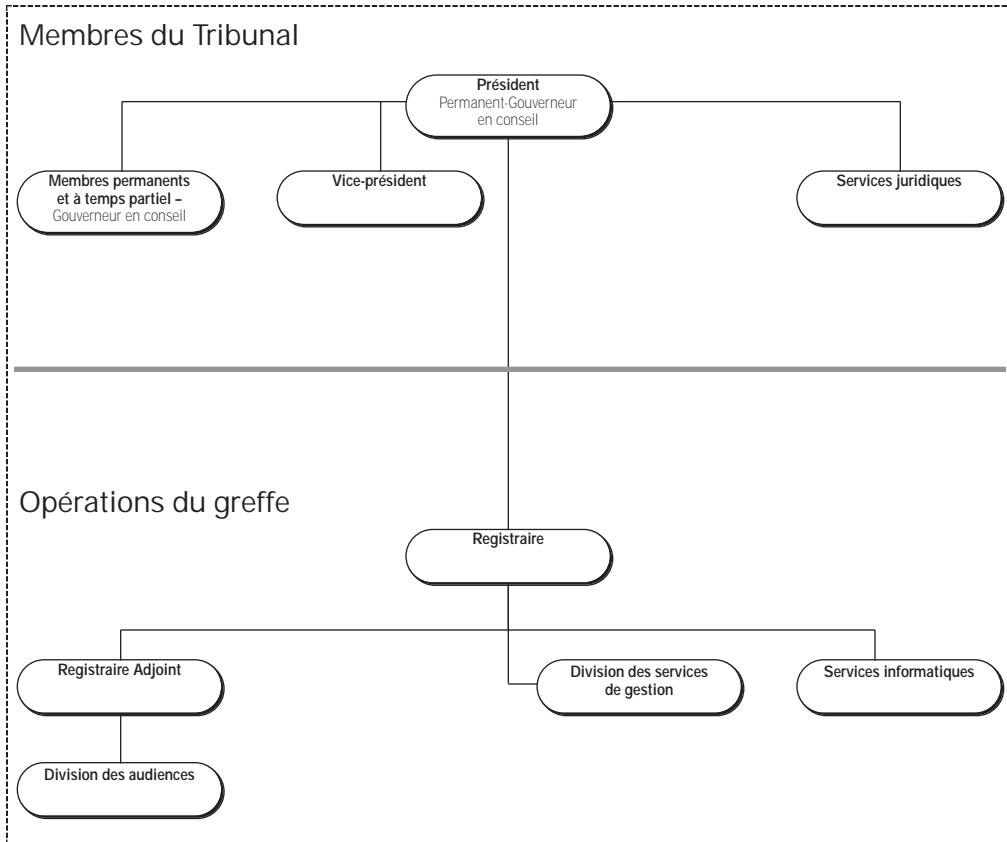 Membres du Tribunal
Président
Permanent-Gouverneur
en conseil
Membres permanents
et à temps partiel –
Gouverneur en conseil
Vice-président
Services juridiques
Opérations du greffe
Registraire
Registraire Adjoint
Division des services
de gestion
Services informatiques
Division des audiences